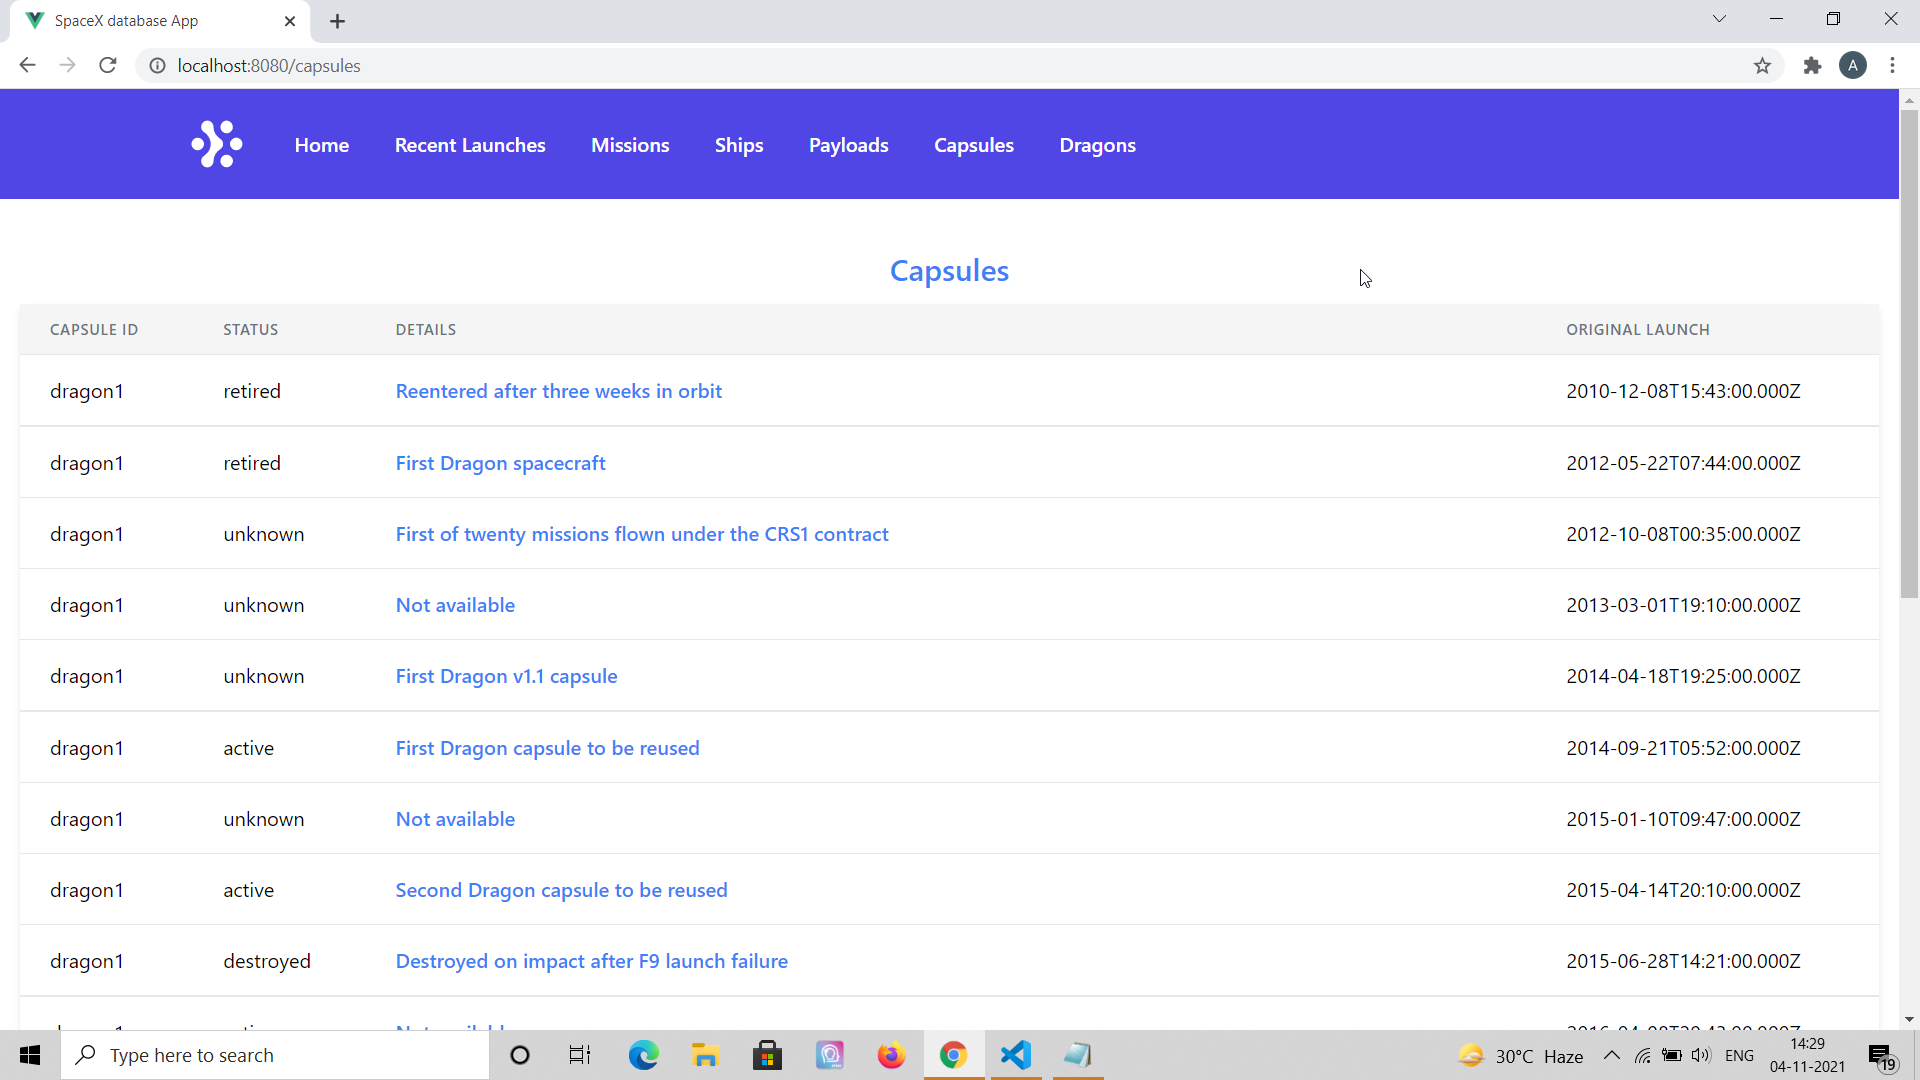 SpaceX database App
localhost:8080/capsules
A
Home Recent Launches Missions Ships Payloads Capsules Dragons
Capsules
CAPSULE ID STATUS DETAILS ORIGINAL LAUNCH
dragon1 retired Reentered after three weeks in orbit 2010-12-08T15:43:00.000Z
dragon1 retired First Dragon spacecraft 2012-05-22T07:44:00.000Z
dragon1 unknown First of twenty missions flown under the CRS1 contract 2012-10-08T00:35:00.000Z
dragon1 unknown Not available 2013-03-01T19:10:00.000Z
dragon1 unknown First Dragon v1.1 capsule 2014-04-18T19:25:00.000Z
dragon1 active First Dragon capsule to be reused 2014-09-21T05:52:00.000Z
dragon1 unknown Not available 2015-01-10T09:47:00.000Z
dragon1 active Second Dragon capsule to be reused 2015-04-14T20:10:00.000Z
dragon1 destroyed Destroyed on impact after F9 launch failure 2015-06-28T14:21:00.000Z
Type here to search
30°C Haze
ENG
14:29
04-11-2021
19